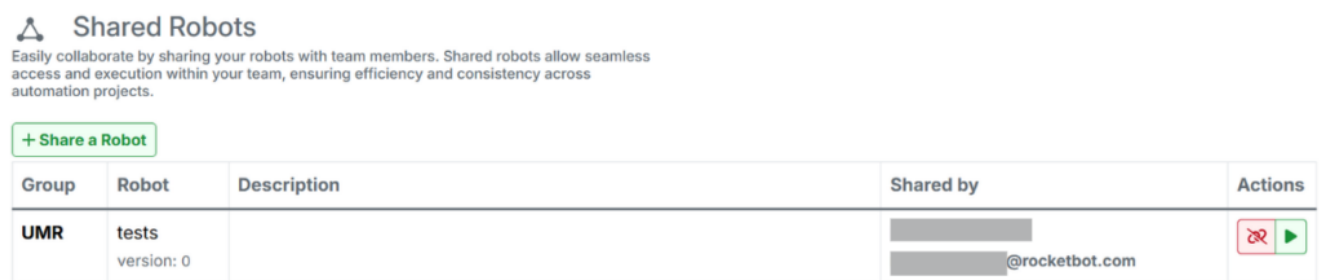 Shared Robots
Easily collaborate by sharing your robots with team members. Shared robots allow seamless
access and execution within your team, ensuring efficiency and consistency across
automation projects.
+ Share a Robot
Group Robot Description Shared by Actions
UMR tests
version: 0 @rocketbot.com